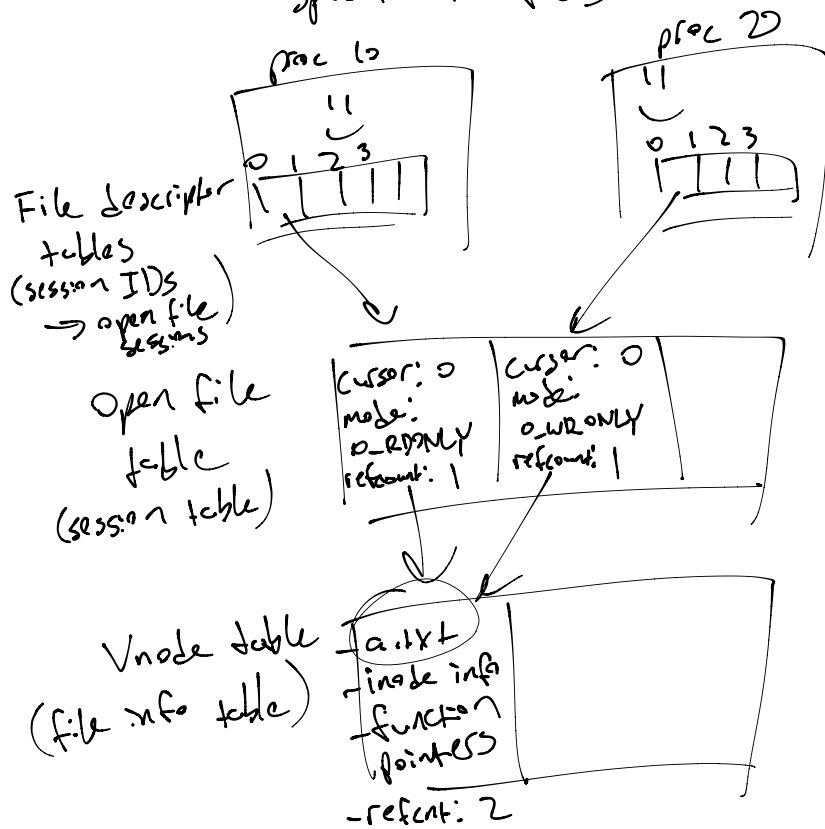 proc 10
proc 20
0 1 2 3
0 1 2 3
File descriptor
tables
(session IDs
→ open file
sessions)
cursor: 0
mode:
O_RDONLY
refcount: 1
cursor: 0
mode:
O_WRONLY
refcount: 1
Open file
table
(session table)
Vnode table
(file info table)
- a.txt
- inode info
- function
pointers
- refcnt: 2